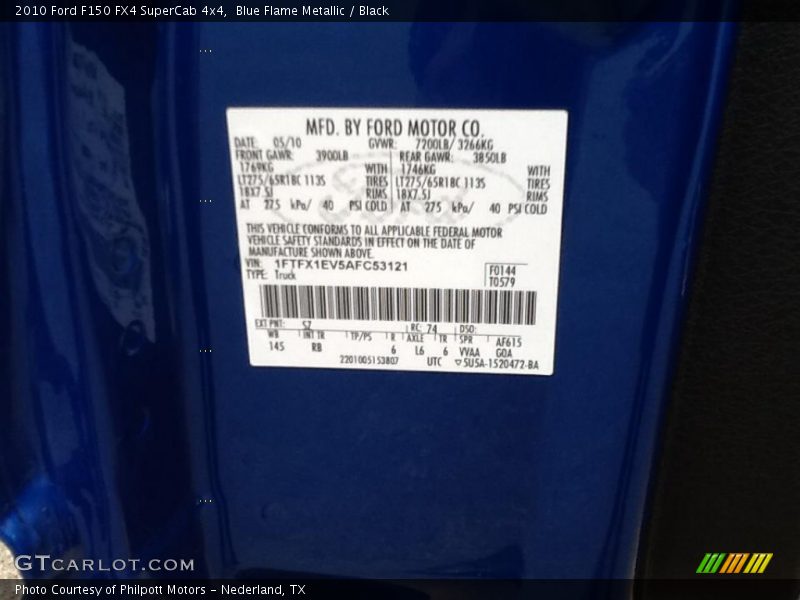 2010 Ford F150 FX4 SuperCab 4x4,  Blue Flame Metallic / Black
MFD. BY FORD MOTOR CO.
DATE: 05/10 GVWR: 7200LB/ 3266KG
FRONT GAWR: 3900LB REAR GAWR: 3850LB
1769KG WITH 1746KG WITH
LT275/65R18C 113S TIRES LT275/65R18C 113S TIRES
18X7.5J RIMS 18X7.5J RIMS
AT 275 kPa/ 40 PSI COLD AT 275 kPa/ 40 PSI COLD
THIS VEHICLE CONFORMS TO ALL APPLICABLE FEDERAL MOTOR
VEHICLE SAFETY STANDARDS IN EFFECT ON THE DATE OF
MANUFACTURE SHOWN ABOVE.
VIN: 1FTFX1EV5AFC53121 F0144
TYPE: Truck T0579
EXT PNT: SZ RC: 74 DSO:
WB INT TR TP/PS R AXLE TR SPR AF615
145 RB 6 L6 6 VVAA GQA
2201005153807 UTC ▽5U5A-1520472-BA
GTCARLOT.COM
Photo Courtesy of Philpott Motors - Nederland, TX